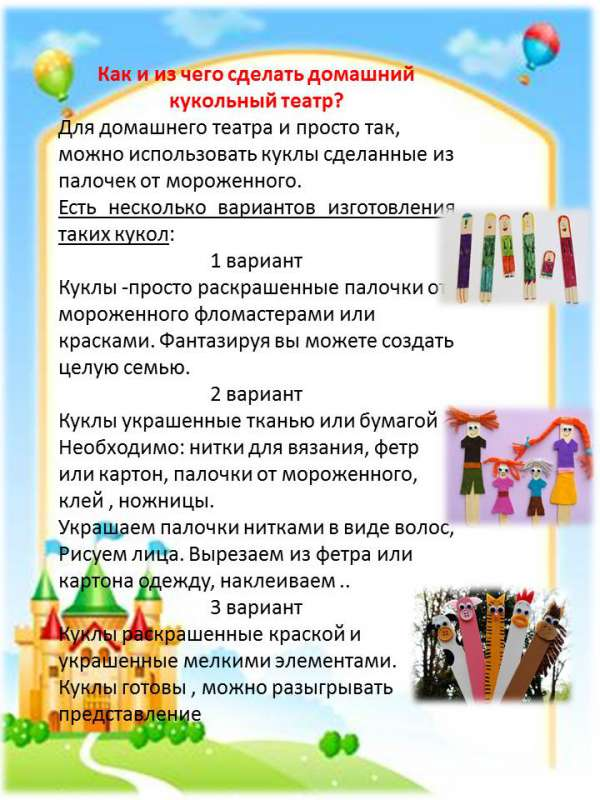 Как и из чего сделать домашний
кукольный театр?
Для домашнего театра и просто так,
можно использовать куклы сделанные из
палочек от мороженного.
Есть несколько вариантов изготовления
таких кукол:
1 вариант
Куклы -просто раскрашенные палочки от
мороженного фломастерами или
красками. Фантазируя вы можете создать
целую семью.
2 вариант
Куклы украшенные тканью или бумагой
Необходимо: нитки для вязания, фетр
или картон, палочки от мороженного,
клей , ножницы.
Украшаем палочки нитками в виде волос,
Рисуем лица. Вырезаем из фетра или
картона одежду, наклеиваем ..
3 вариант
Куклы раскрашенные краской и
украшенные мелкими элементами.
Куклы готовы , можно разыгрывать
представление